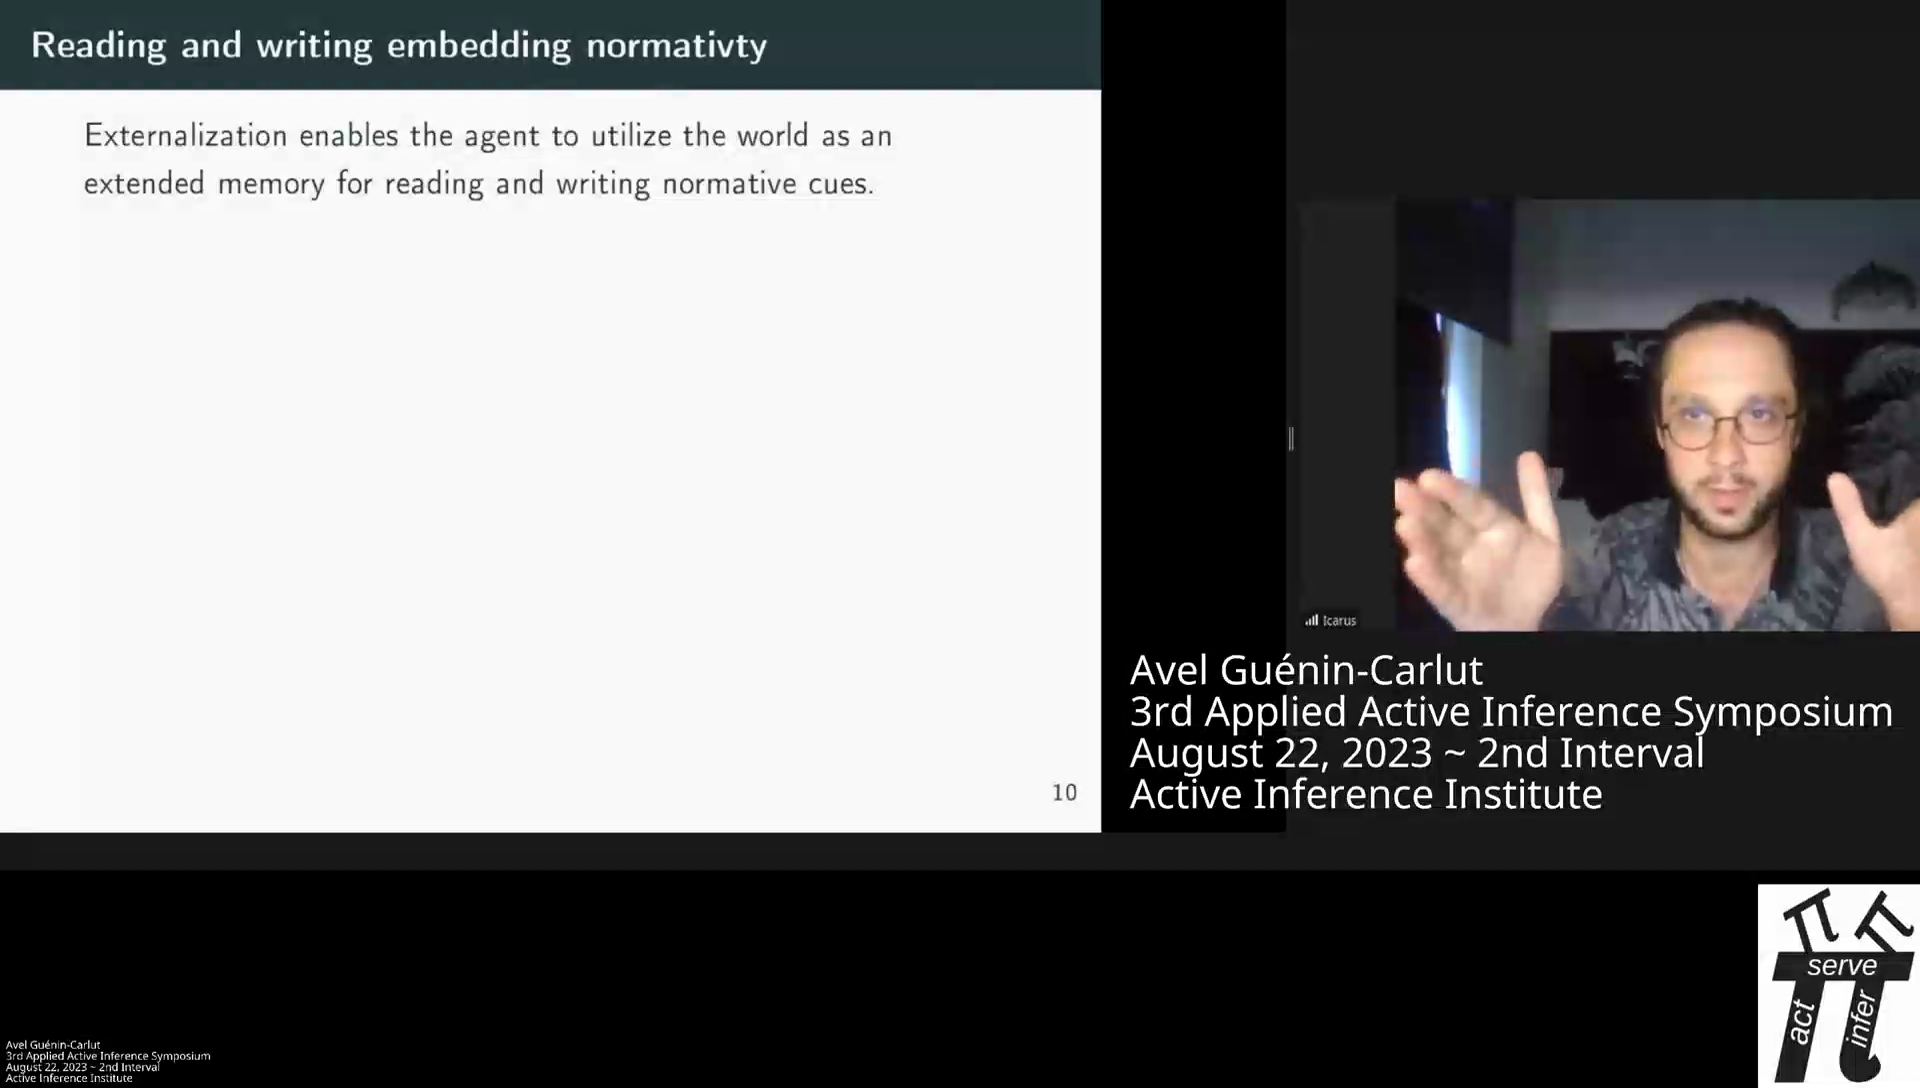 Reading and writing embedding normativty
Externalization enables the agent to utilize the world as an
extended memory for reading and writing normative cues.
10
Icarus
Avel Guénin-Carlut
3rd Applied Active Inference Symposium
August 22, 2023 ~ 2nd Interval
Active Inference Institute
serve
act
infer
Avel Guénin-Carlut
3rd Applied Active Inference Symposium
August 22, 2023 ~ 2nd Interval
Active Inference Institute